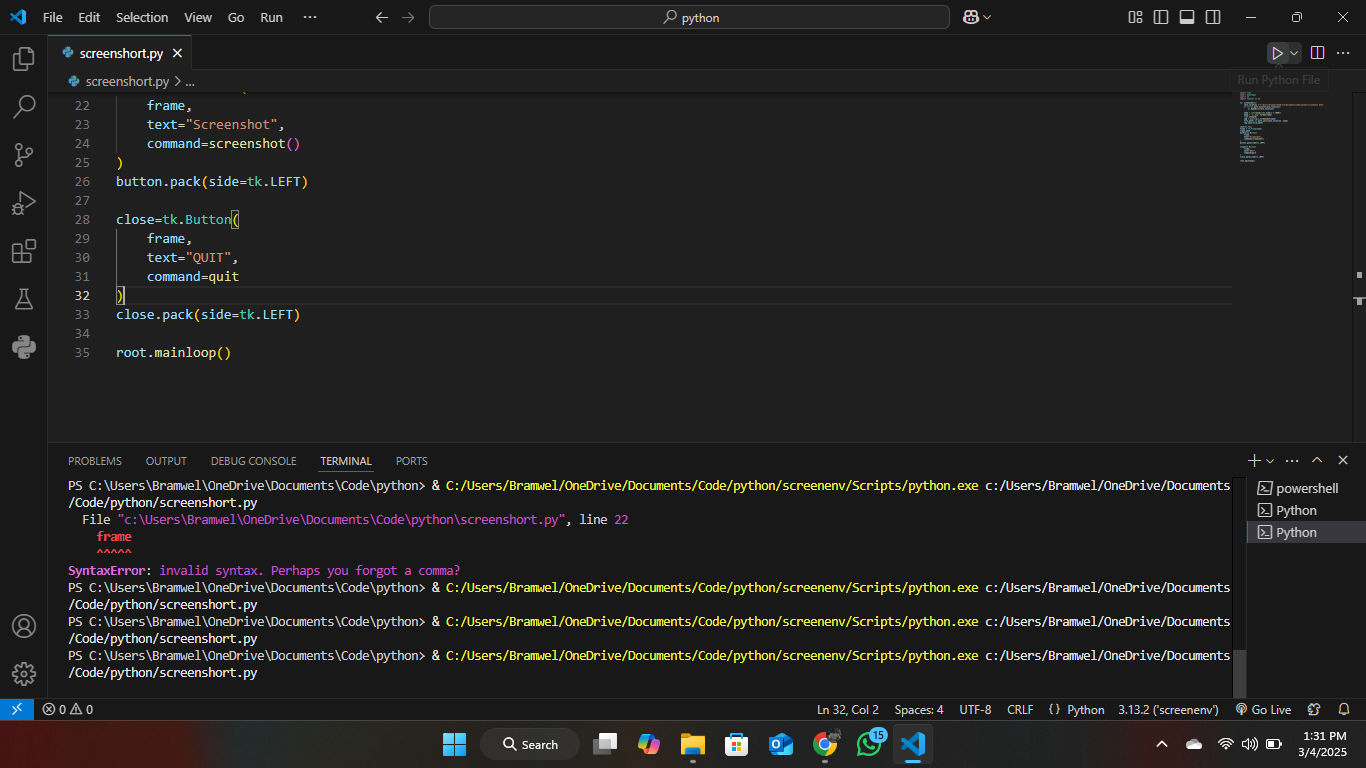 File Edit Selection View Go Run ··· python
screenshort.py
screenshort.py > ...
Run Python File
22 frame,
23 text="Screenshot",
24 command=screenshot()
25 )
26 button.pack(side=tk.LEFT)
27
28 close=tk.Button(
29 frame,
30 text="QUIT",
31 command=quit
32 )
33 close.pack(side=tk.LEFT)
34
35 root.mainloop()
PROBLEMS OUTPUT DEBUG CONSOLE TERMINAL PORTS
PS C:\Users\Bramwel\OneDrive\Documents\Code\python> & C:/Users/Bramwel/OneDrive/Documents/Code/python/screenenv/Scripts/python.exe c:/Users/Bramwel/OneDrive/Documents
/Code/python/screenshort.py
File "c:\Users\Bramwel\OneDrive\Documents\Code\python\screenshort.py", line 22
frame
^^^^^
SyntaxError: invalid syntax. Perhaps you forgot a comma?
PS C:\Users\Bramwel\OneDrive\Documents\Code\python> & C:/Users/Bramwel/OneDrive/Documents/Code/python/screenenv/Scripts/python.exe c:/Users/Bramwel/OneDrive/Documents
/Code/python/screenshort.py
PS C:\Users\Bramwel\OneDrive\Documents\Code\python> & C:/Users/Bramwel/OneDrive/Documents/Code/python/screenenv/Scripts/python.exe c:/Users/Bramwel/OneDrive/Documents
/Code/python/screenshort.py
PS C:\Users\Bramwel\OneDrive\Documents\Code\python> & C:/Users/Bramwel/OneDrive/Documents/Code/python/screenenv/Scripts/python.exe c:/Users/Bramwel/OneDrive/Documents
/Code/python/screenshort.py
powershell
Python
Python
0 0 Ln 32, Col 2 Spaces: 4 UTF-8 CRLF {} Python 3.13.2 ('screenenv') Go Live
Search
15
1:31 PM
3/4/2025